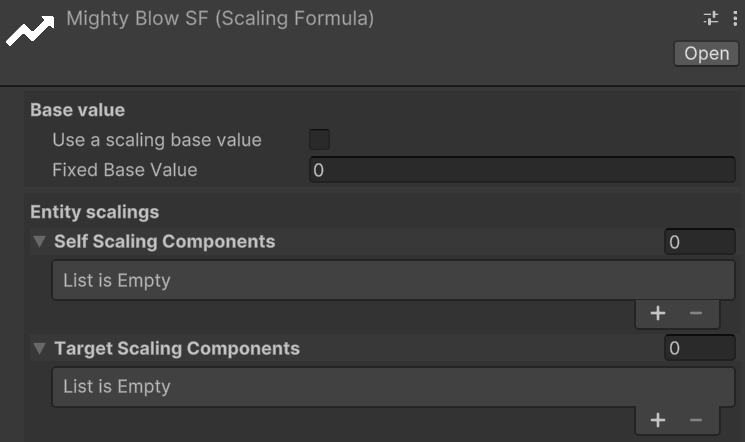 Mighty Blow SF (Scaling Formula)
Open
Base value
Use a scaling base value
Fixed Base Value 0
Entity scalings
Self Scaling Components 0
List is Empty
+ −
Target Scaling Components 0
List is Empty
+ −